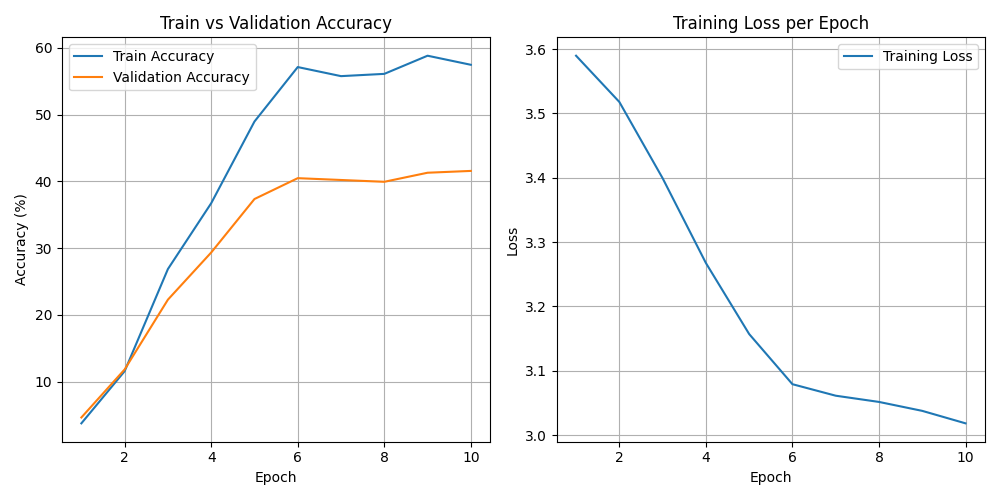 Train vs Validation Accuracy
Train Accuracy
Validation Accuracy
60
50
40
30
20
10
Accuracy (%)
2 4 6 8 10
Epoch
Training Loss per Epoch
Training Loss
3.6
3.5
3.4
3.3
3.2
3.1
3.0
Loss
2 4 6 8 10
Epoch